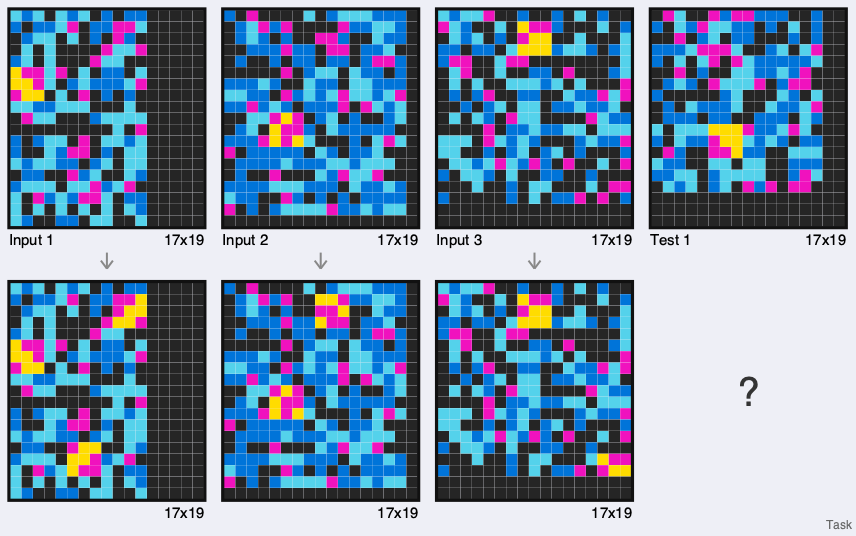 Input 1 17x19
Input 2 17x19
Input 3 17x19
Test 1 17x19
17x19
17x19
17x19
?
Task